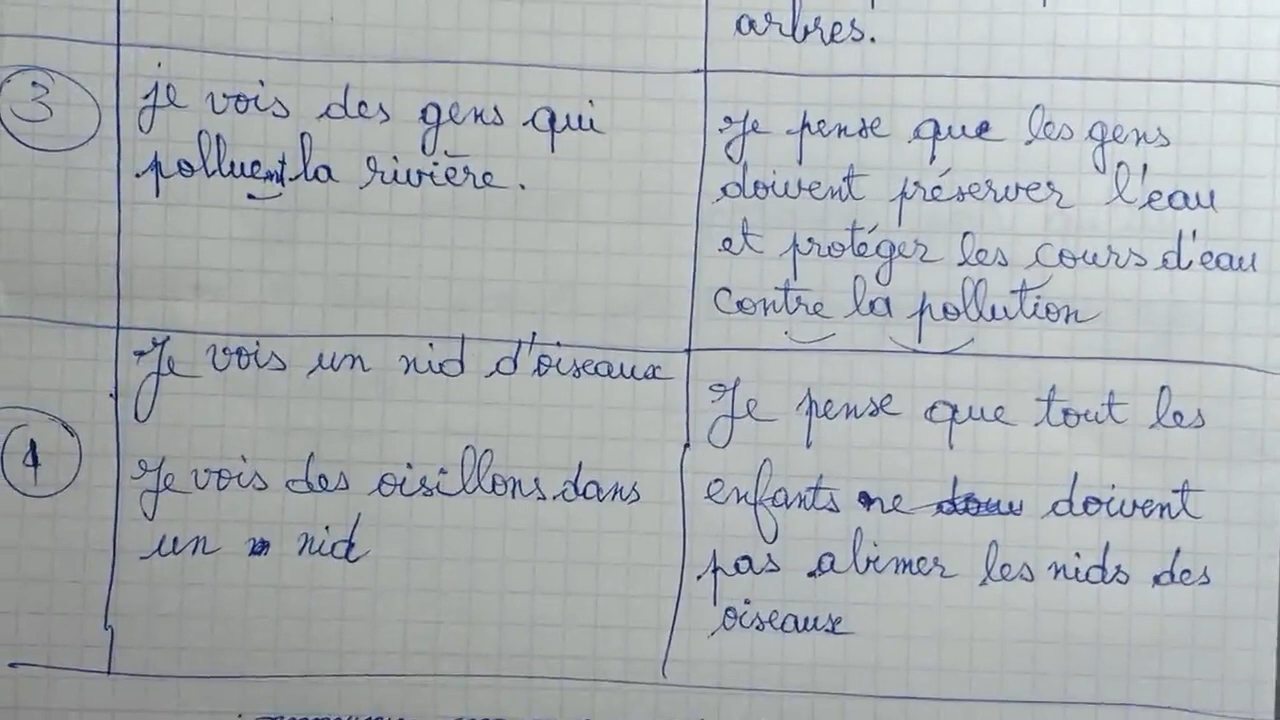 arbres.
3
je vois des gens qui
polluent la rivière.
Je pense que les gens
doivent préserver l'eau
et protéger les cours d'eau
contre la pollution
4
Je vois un nid d'oiseaux
Je vois des oisillons dans
un nid
Je pense que tout les
enfants ne doivent
pas abimer les nids des
oiseaux